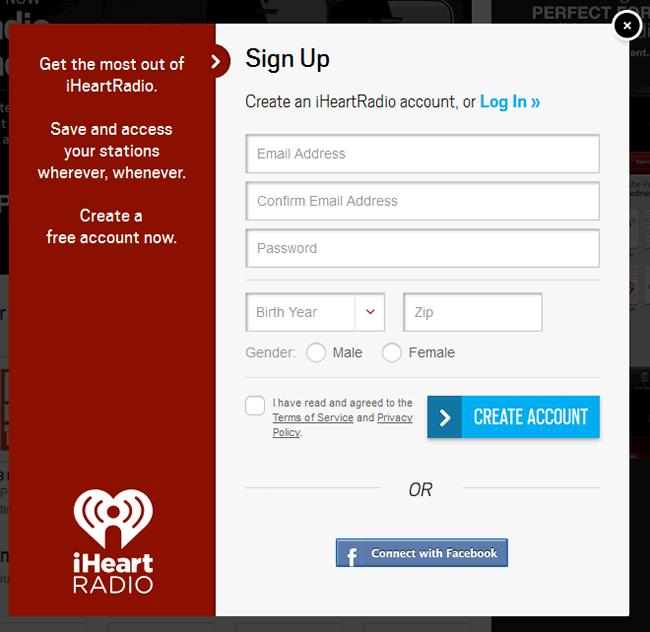 NOW
PERFECT FOR
Get the most out of
iHeartRadio.
Save and access
your stations
wherever, whenever.
Create a
free account now.
iHeart
RADIO
Sign Up
Create an iHeartRadio account, or Log In »
Email Address
Confirm Email Address
Password
Birth Year
Zip
Gender: Male Female
I have read and agreed to the
Terms of Service and Privacy
Policy.
CREATE ACCOUNT
OR
f Connect with Facebook